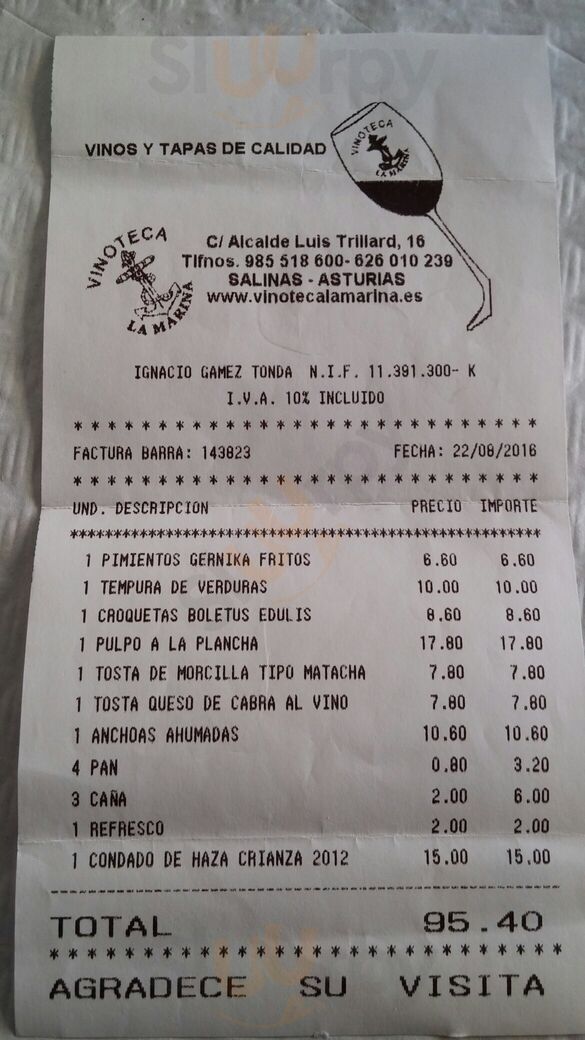 Slurrpy
VINOS Y TAPAS DE CALIDAD
VINOTECA
LA MARINA
VINOTECA
LA MARINA
C/ Alcalde Luis Trillard, 16
Tlfnos. 985 518 600- 626 010 239
SALINAS - ASTURIAS
www.vinotecalamarina.es
IGNACIO GAMEZ TONDA N.I.F. 11.391.300- K
I.V.A. 10% INCLUIDO
* * * * * * * * * * * * * * * * * * * * * * * * * * * * *
FACTURA BARRA: 143823 FECHA: 22/08/2016
* * * * * * * * * * * * * * * * * * * * * * * * * * * * *
UND. DESCRIPCION PRECIO IMPORTE
*********************************************************
1 PIMIENTOS GERNIKA FRITOS 6.60 6.60
1 TEMPURA DE VERDURAS 10.00 10.00
1 CROQUETAS BOLETUS EDULIS 8.60 8.60
1 PULPO A LA PLANCHA 17.80 17.80
1 TOSTA DE MORCILLA TIPO MATACHA 7.80 7.80
1 TOSTA QUESO DE CABRA AL VINO 7.80 7.80
1 ANCHOAS AHUMADAS 10.60 10.60
4 PAN 0.80 3.20
3 CAÑA 2.00 6.00
1 REFRESCO 2.00 2.00
1 CONDADO DE HAZA CRIANZA 2012 15.00 15.00
TOTAL 95.40
* * * * * * * * * * * * * * * * * * * * * * * * * * * * *
AGRADECE SU VISITA